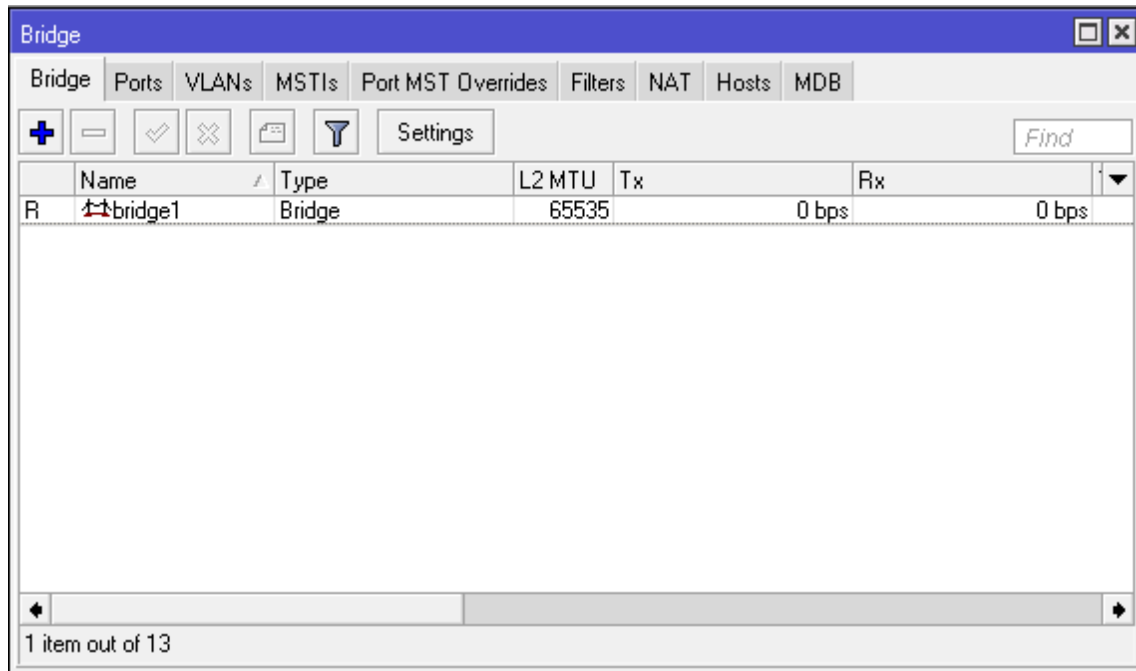 Bridge
Bridge Ports VLANs MSTIs Port MST Overrides Filters NAT Hosts MDB
Settings Find
Name Type L2 MTU Tx Rx
R bridge1 Bridge 65535 0 bps 0 bps
1 item out of 13